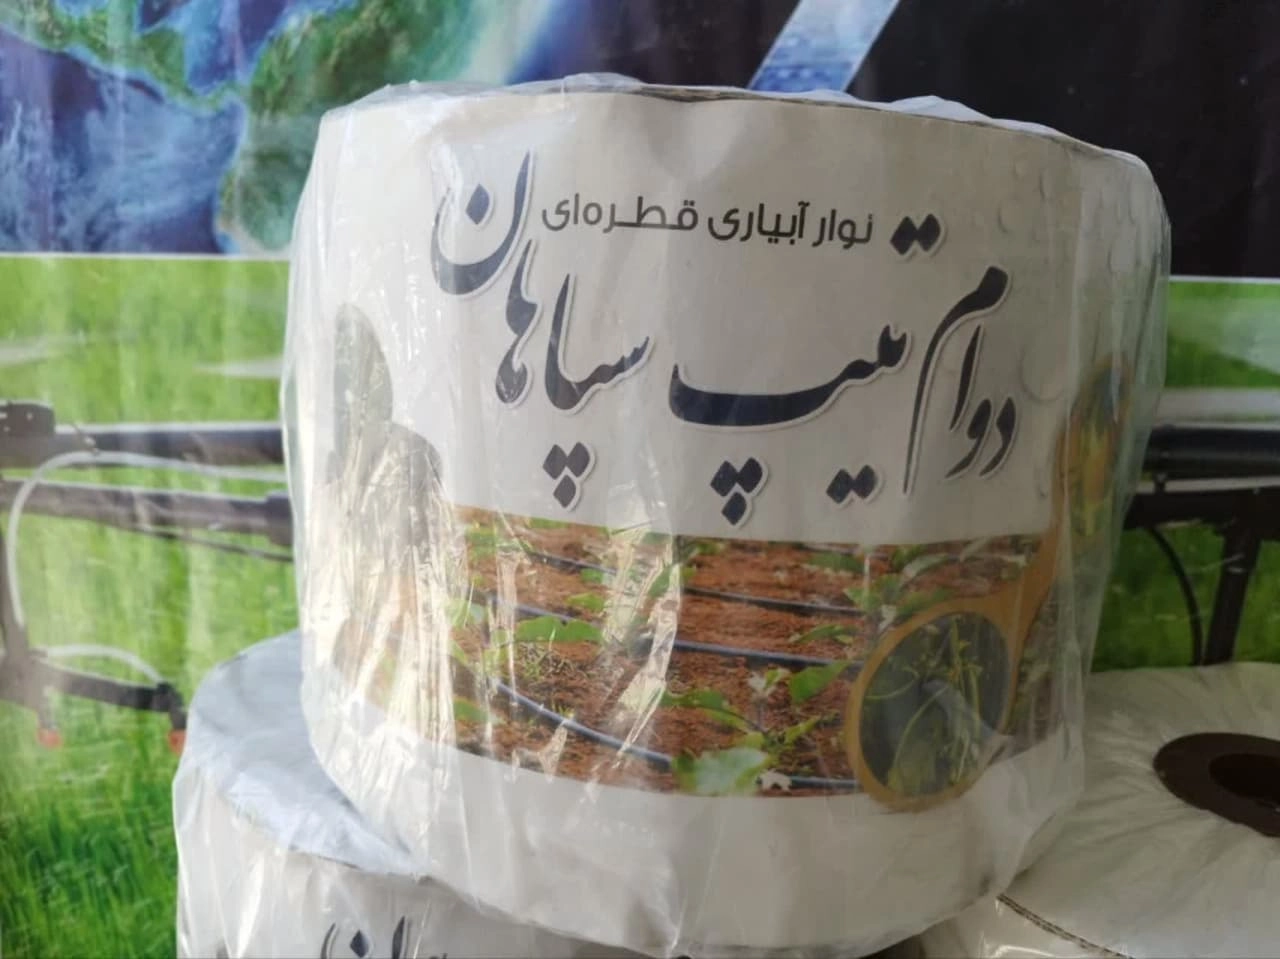 نوار آبیاری قطره‌ای
دوام تیپ سپاهان